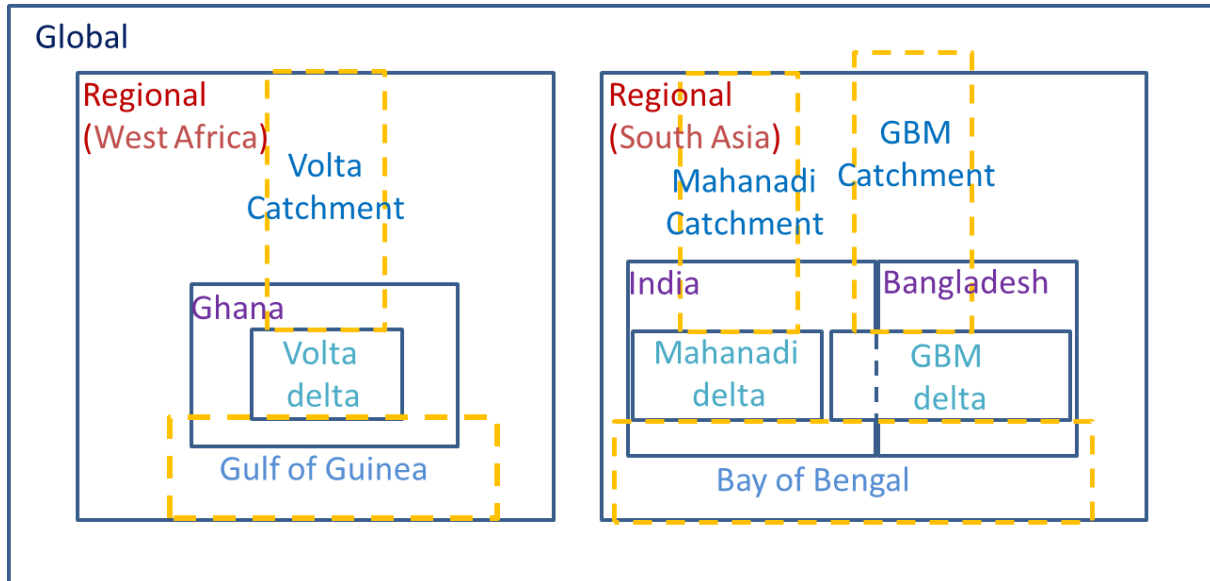 Global
Regional
(West Africa)
Volta
Catchment
Ghana
Volta
delta
Gulf of Guinea
Regional
(South Asia)
Mahanadi
Catchment
GBM
Catchment
India
Bangladesh
Mahanadi
delta
GBM
delta
Bay of Bengal